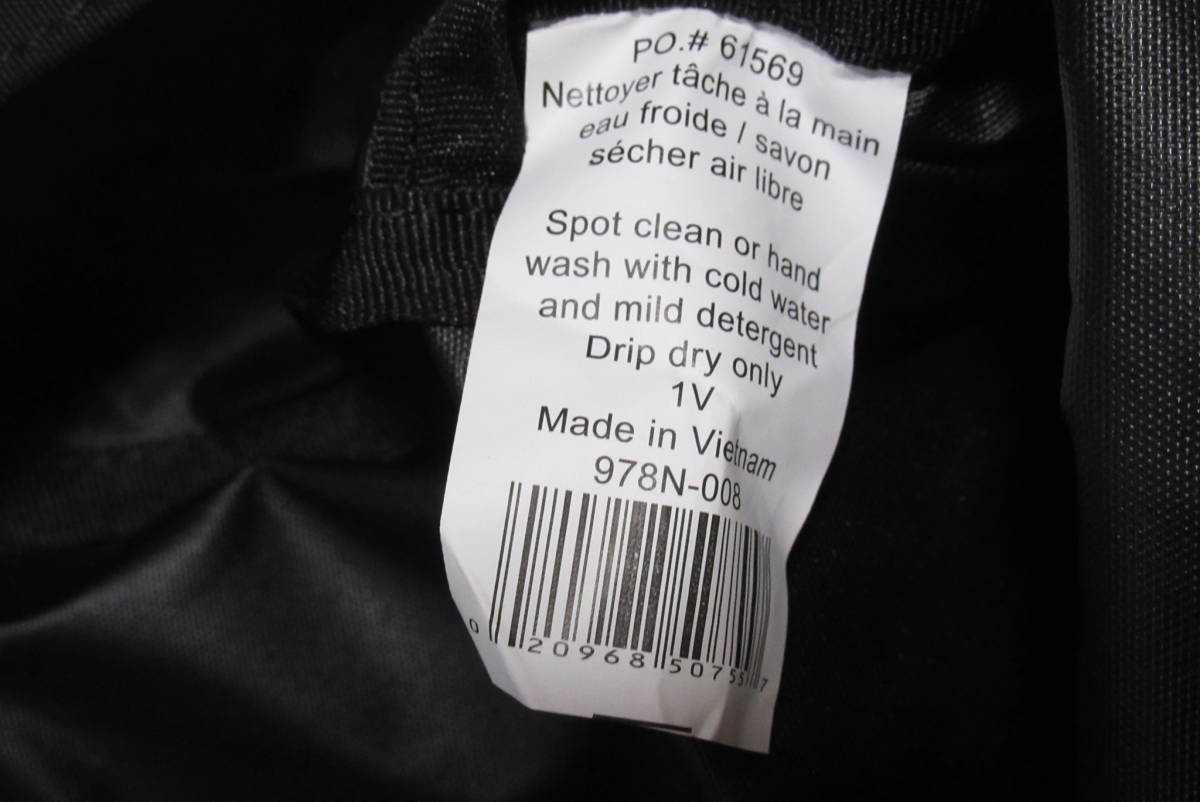 PO.# 61569
Nettoyer tâche à la main
eau froide / savon
sécher air libre
Spot clean or hand
wash with cold water
and mild detergent
Drip dry only
1V
Made in Vietnam
978N-008
0 20968 50755 7